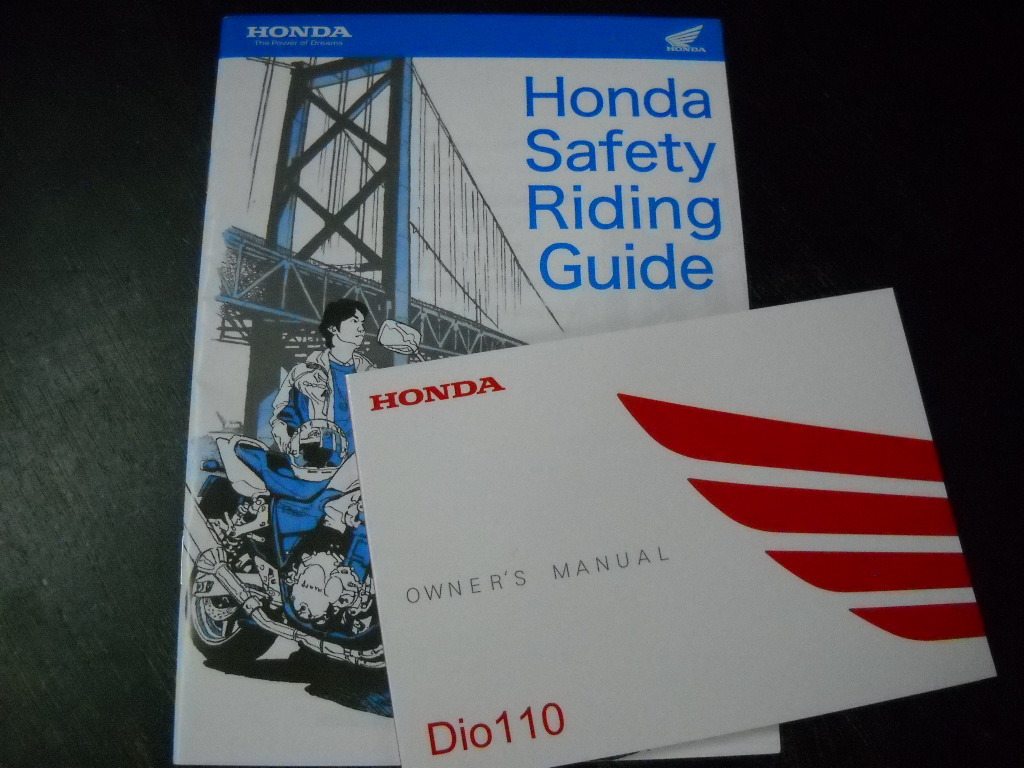 HONDA
The Power of Dreams
HONDA
Honda
Safety
Riding
Guide
HONDA
OWNER'S MANUAL
Dio110